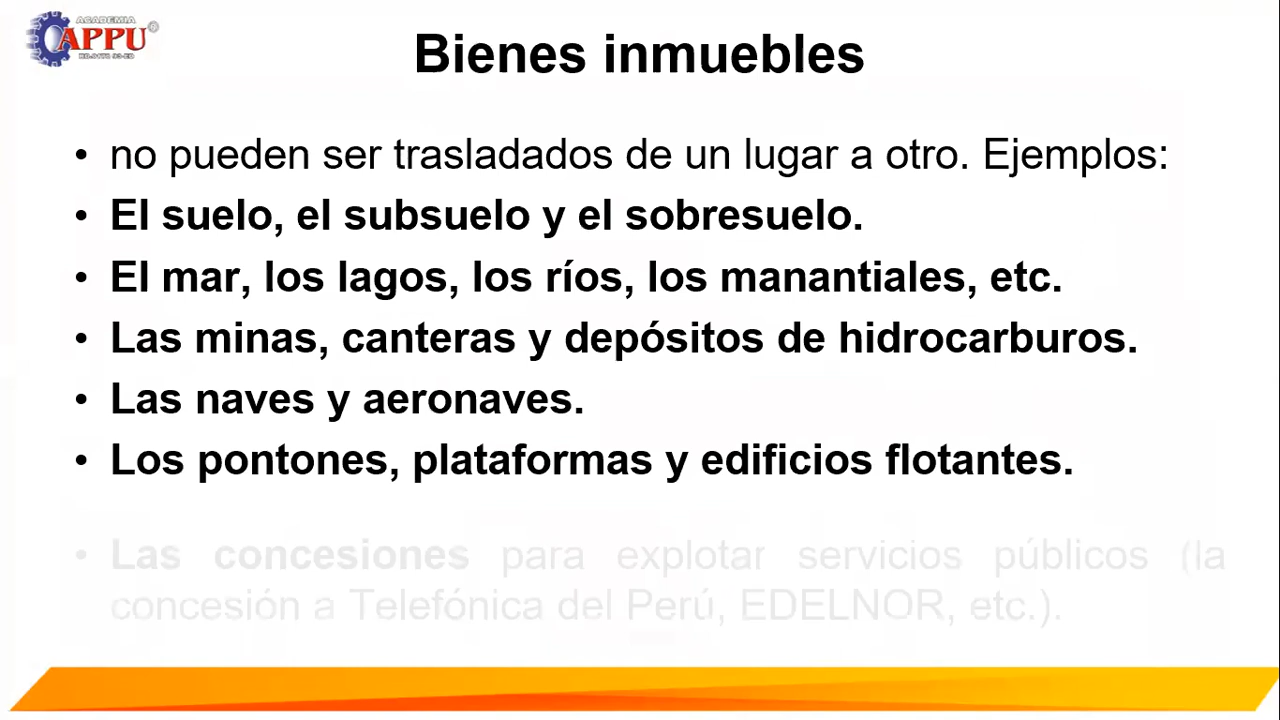 ACADEMIA
APPU
Bienes inmuebles
• no pueden ser trasladados de un lugar a otro. Ejemplos:
• El suelo, el subsuelo y el sobresuelo.
• El mar, los lagos, los ríos, los manantiales, etc.
• Las minas, canteras y depósitos de hidrocarburos.
• Las naves y aeronaves.
• Los pontones, plataformas y edificios flotantes.
• Las concesiones para explotar servicios públicos (la
concesión a Telefónica del Perú, EDELNOR, etc.).